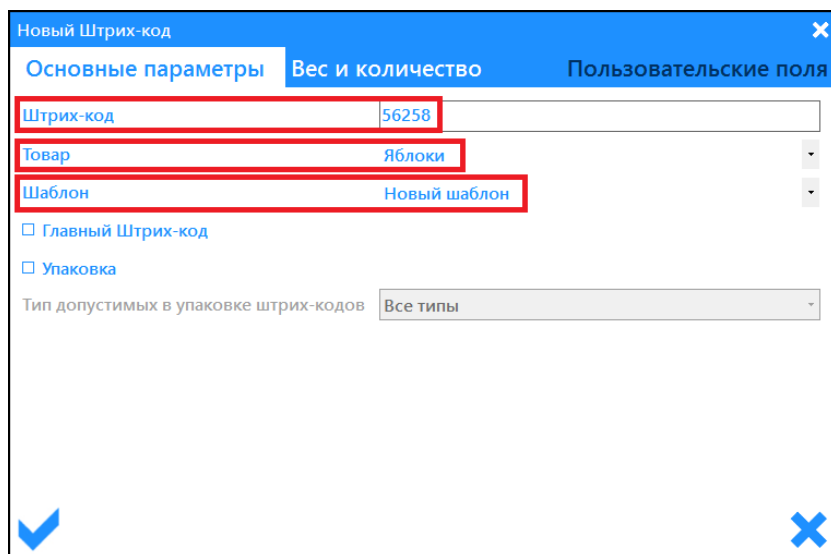 Новый Штрих-код
Основные параметры Вес и количество Пользовательские поля
Штрих-код 56258
Товар Яблоки
Шаблон Новый шаблон
Главный Штрих-код
Упаковка
Тип допустимых в упаковке штрих-кодов Все типы